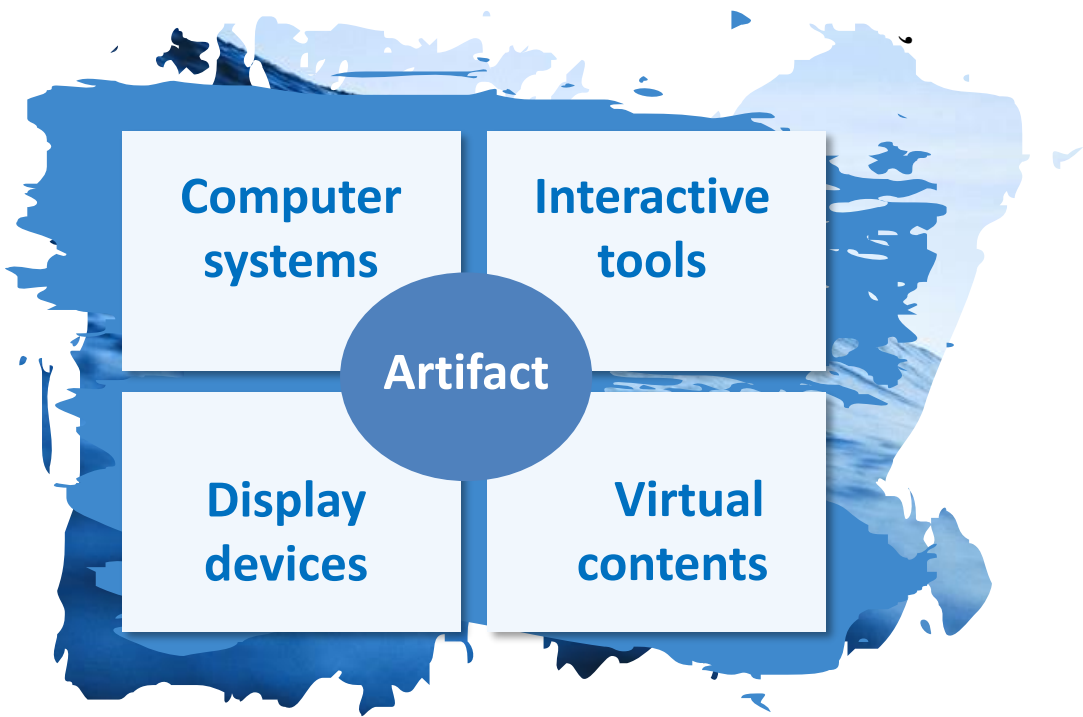 Computer
systems
Interactive
tools
Artifact
Display
devices
Virtual
contents